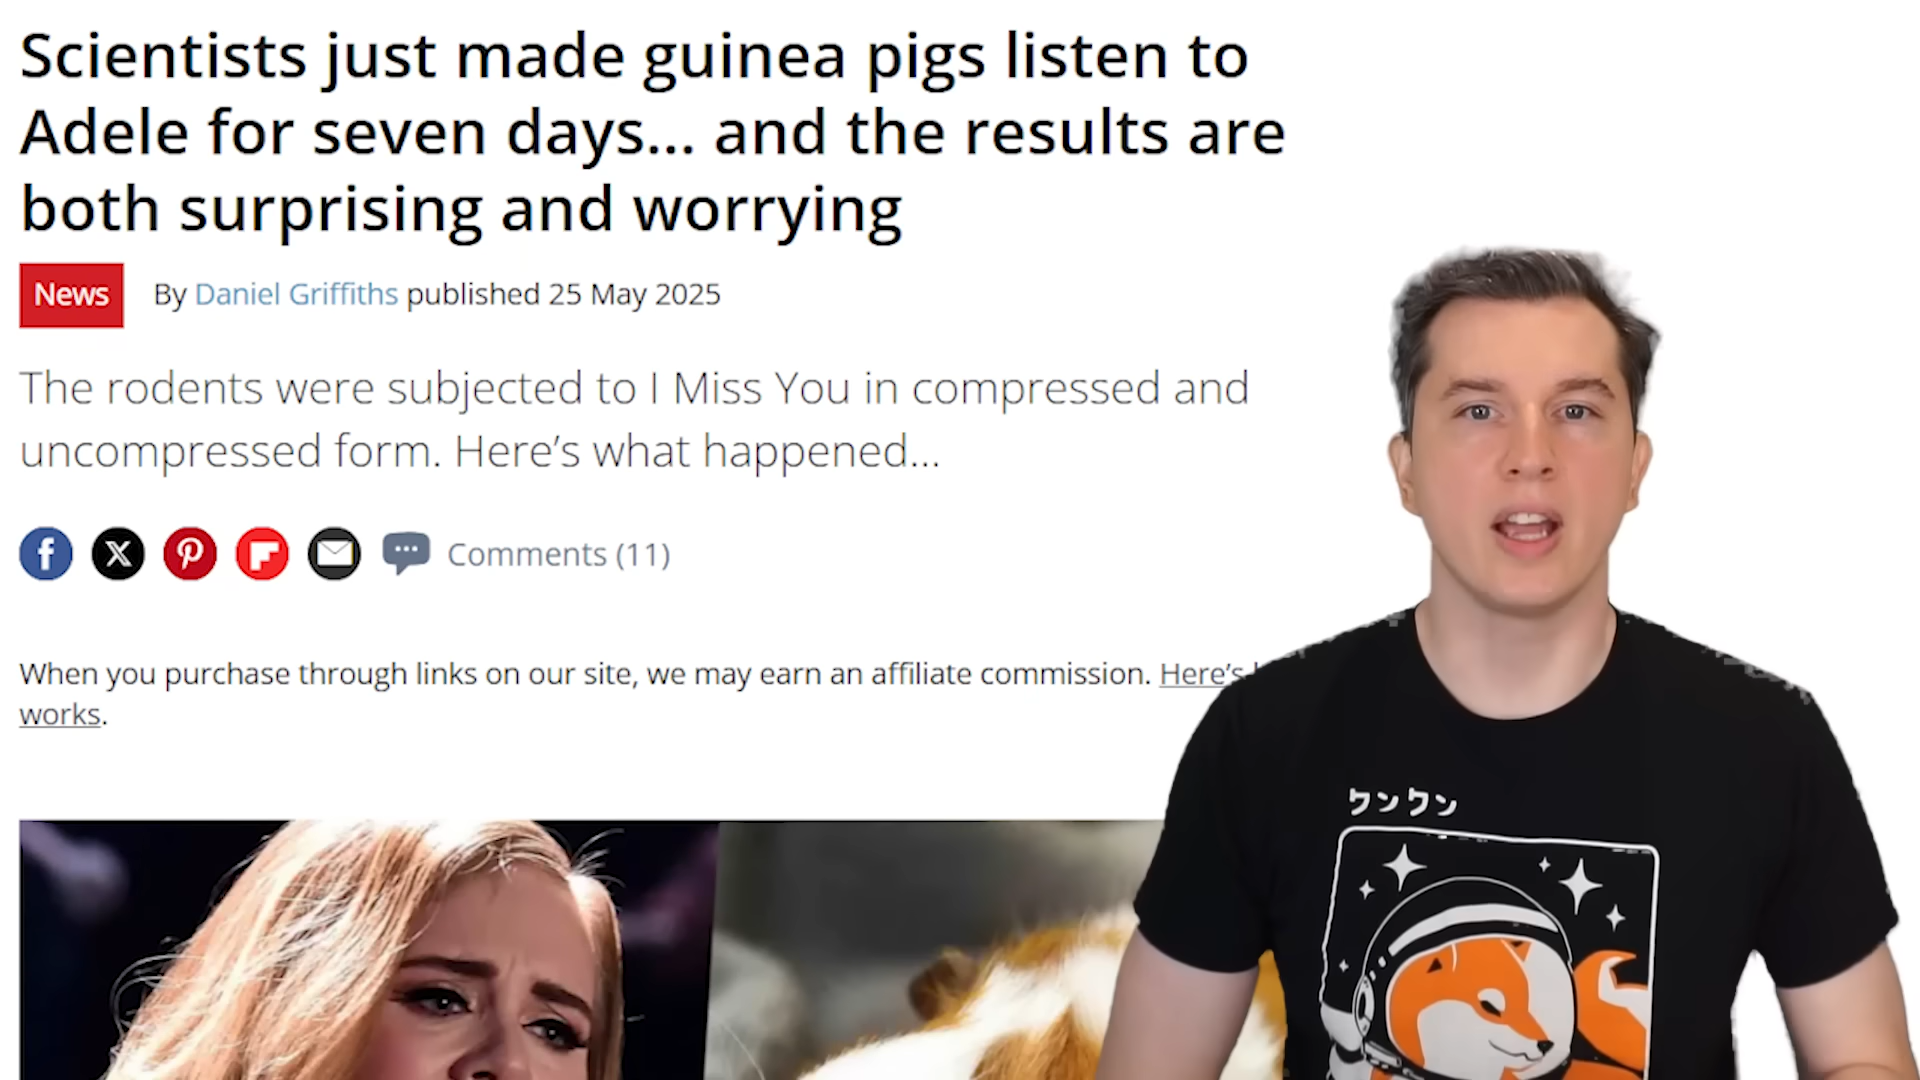 Scientists just made guinea pigs listen to
Adele for seven days... and the results are
both surprising and worrying
News By Daniel Griffiths published 25 May 2025
The rodents were subjected to I Miss You in compressed and
uncompressed form. Here's what happened...
f X P F Comments (11)
When you purchase through links on our site, we may earn an affiliate commission. Here's
works.
クンクン